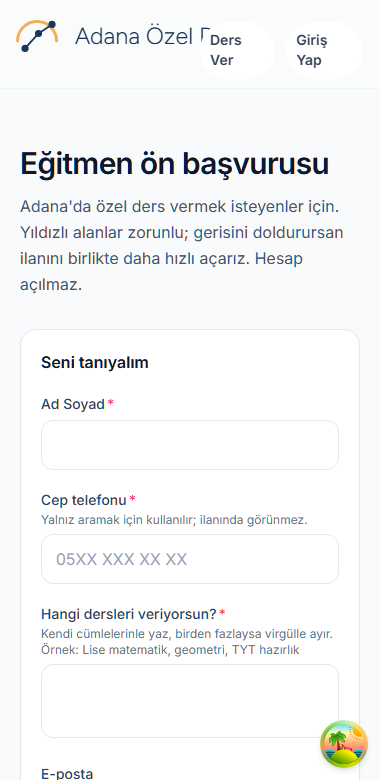 Adana Özel
Ders
Ver
Giriş
Yap
Eğitmen ön başvurusu
Adana'da özel ders vermek isteyenler için.
Yıldızlı alanlar zorunlu; gerisini doldurursan
ilanını birlikte daha hızlı açarız. Hesap
açılmaz.
Seni tanıyalım
Ad Soyad *
Cep telefonu *
Yalnız aramak için kullanılır; ilanında görünmez.
05XX XXX XX XX
Hangi dersleri veriyorsun? *
Kendi cümlelerinle yaz, birden fazlaysa virgülle ayır.
Örnek: Lise matematik, geometri, TYT hazırlık
E-posta